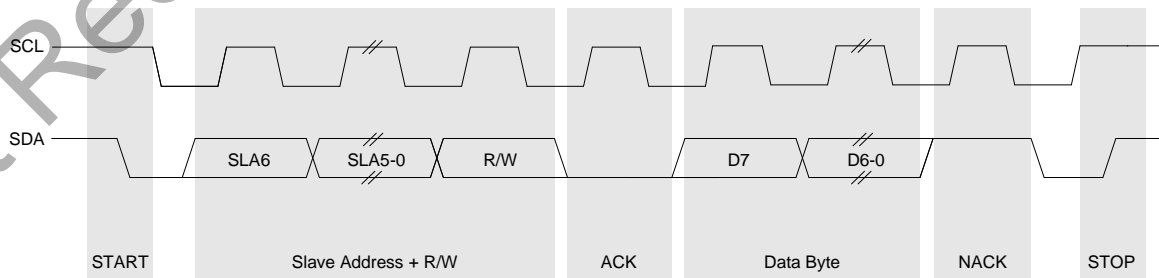 SCL
SDA
SLA6 SLA5-0 R/W D7 D6-0
START Slave Address + R/W ACK Data Byte NACK STOP